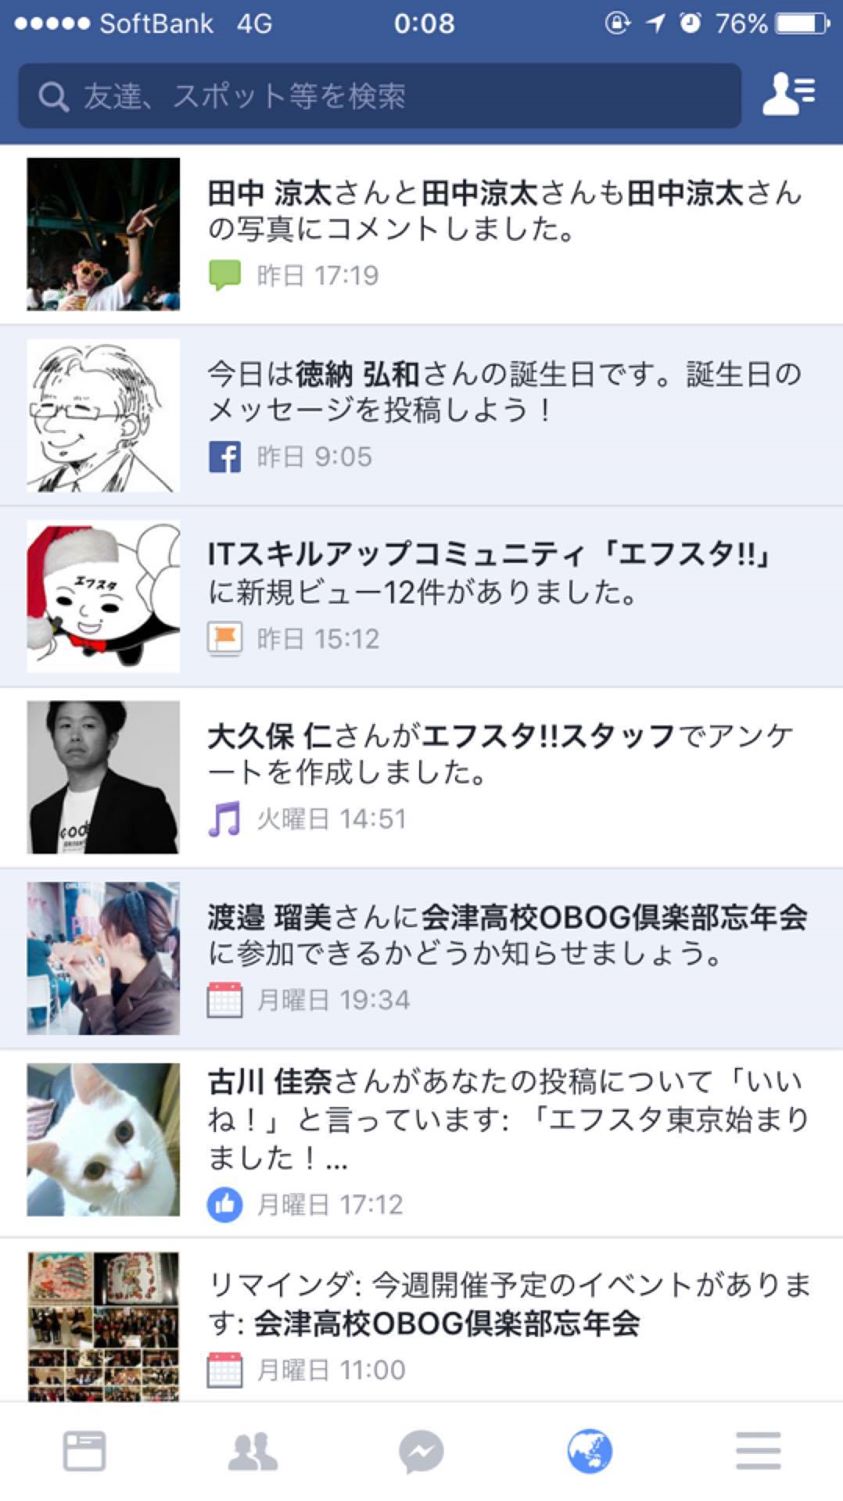 ●●●●● SoftBank 4G 0:08 76%
友達、スポット等を検索
田中 涼太さんと田中涼太さんも田中涼太さん
の写真にコメントしました。
昨日 17:19
今日は徳納 弘和さんの誕生日です。誕生日の
メッセージを投稿しよう！
昨日 9:05
エフスタ
ITスキルアップコミュニティ「エフスタ!!」
に新規ビュー12件がありました。
昨日 15:12
大久保 仁さんがエフスタ!!スタッフでアンケ
ートを作成しました。
火曜日 14:51
渡邉 瑠美さんに会津高校OBOG倶楽部忘年会
に参加できるかどうか知らせましょう。
月曜日 19:34
古川 佳奈さんがあなたの投稿について「いい
ね！」と言っています: 「エフスタ東京始まり
ました！...
月曜日 17:12
リマインダ: 今週開催予定のイベントがありま
す: 会津高校OBOG倶楽部忘年会
月曜日 11:00